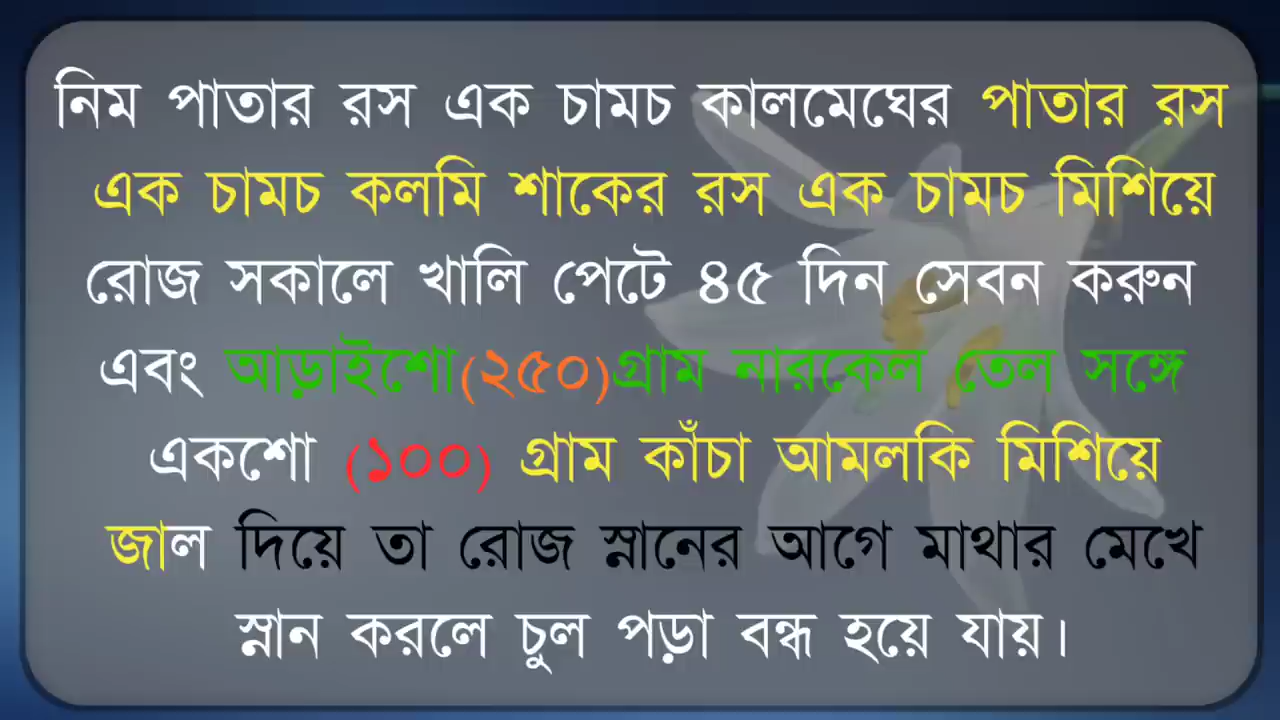 নিম পাতার রস এক চামচ কালমেঘের পাতার রস
এক চামচ কলমি শাকের রস এক চামচ মিশিয়ে
রোজ সকালে খালি পেটে ৪৫ দিন সেবন করুন
এবং আড়াইশো(২৫০)গ্রাম নারকেল তেল সঙ্গে
একশো (১০০) গ্রাম কাঁচা আমলকি মিশিয়ে
জাল দিয়ে তা রোজ স্নানের আগে মাথার মেখে
স্নান করলে চুল পড়া বন্ধ হয়ে যায়।